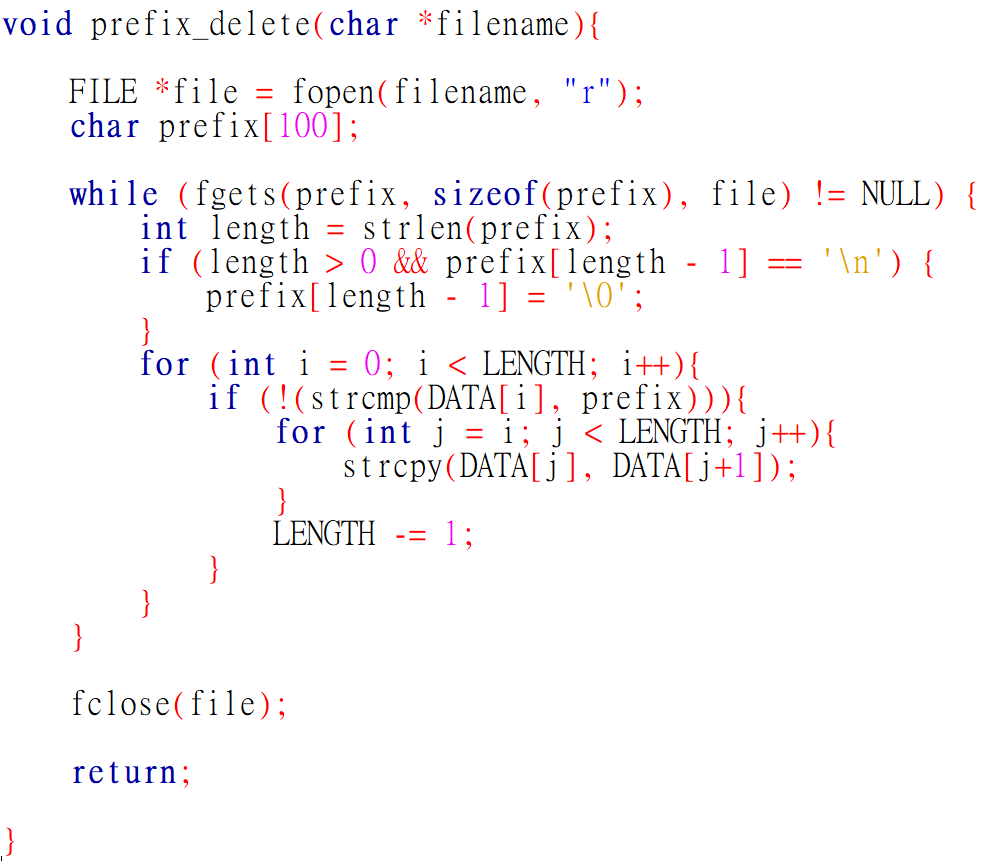 void prefix_delete(char *filename){
    FILE *file = fopen(filename, "r");
    char prefix[100];
    while (fgets(prefix, sizeof(prefix), file) != NULL) {
        int length = strlen(prefix);
        if (length > 0 && prefix[length - 1] == '\n') {
            prefix[length - 1] = '\0';
        }
        for (int i = 0; i < LENGTH; i++){
            if (!(strcmp(DATA[i], prefix))){
                for (int j = i; j < LENGTH; j++){
                    strcpy(DATA[j], DATA[j+1]);
                }
                LENGTH -= 1;
            }
        }
    }
    fclose(file);
    return;
}